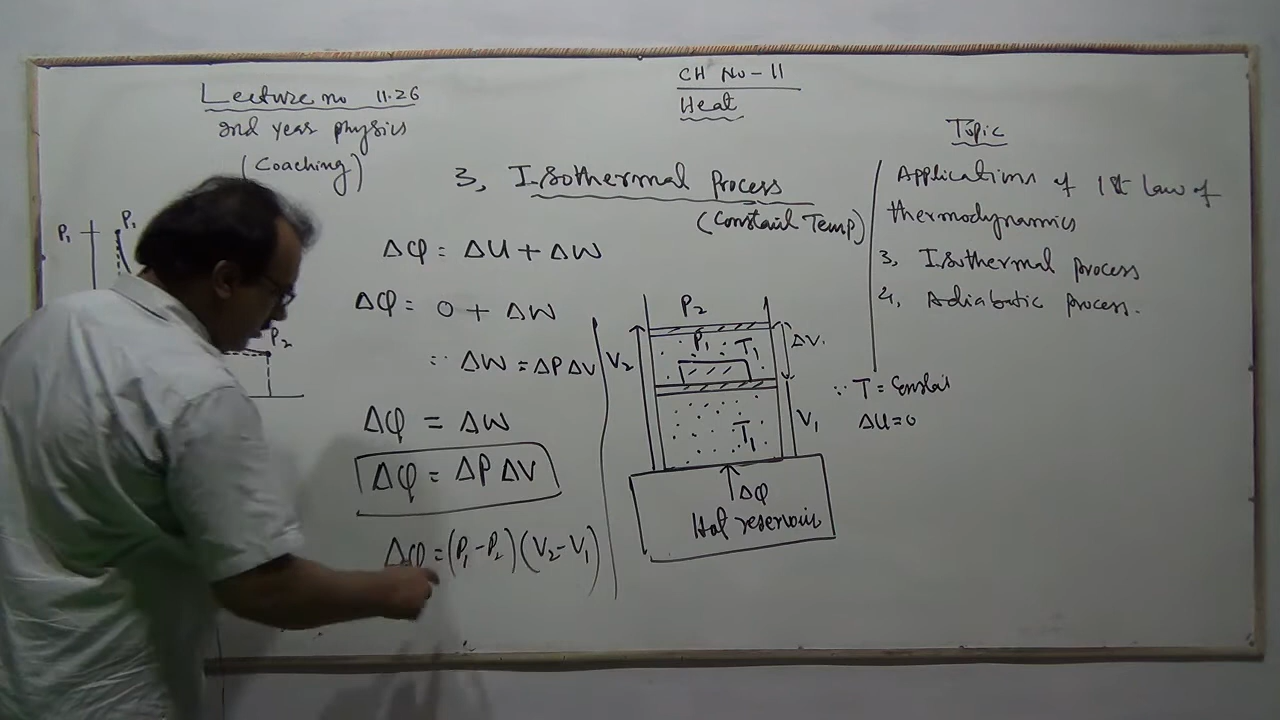 Lecture no 11.26
2nd year physics
(Coaching)
CH No-11
Heat
Topic
Applications of 1st Law of
thermodynamics
3, Isothermal process
4, Adiabatic process.
3, Isothermal Process
(Constant Temp)
P₁
P₁
P₂
ΔQ = ΔU + ΔW
ΔQ = 0 + ΔW
∵ ΔW = ΔP ΔV
ΔQ = ΔW
ΔQ = ΔP ΔV
ΔQ = (P₁ - P₂) (V₂ - V₁)
P₂
P₁
T₁
ΔV
V₂
T₁
V₁
ΔQ
Hot reservoir
∵ T = Constant
ΔU = 0